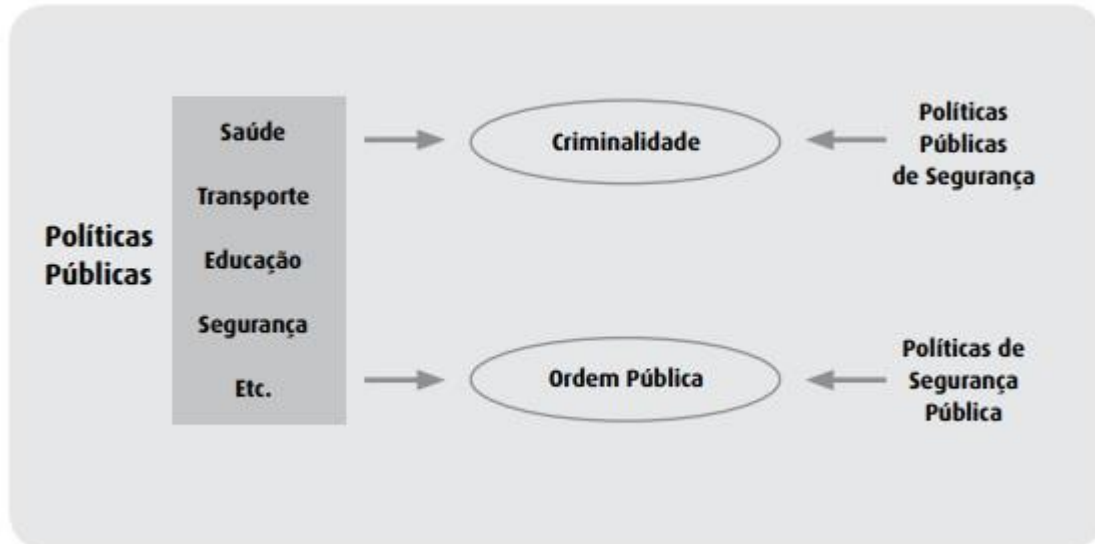 Políticas
Públicas
Saúde
Transporte
Educação
Segurança
Etc.
Criminalidade
Ordem Pública
Políticas
Públicas
de Segurança
Políticas de
Segurança
Pública